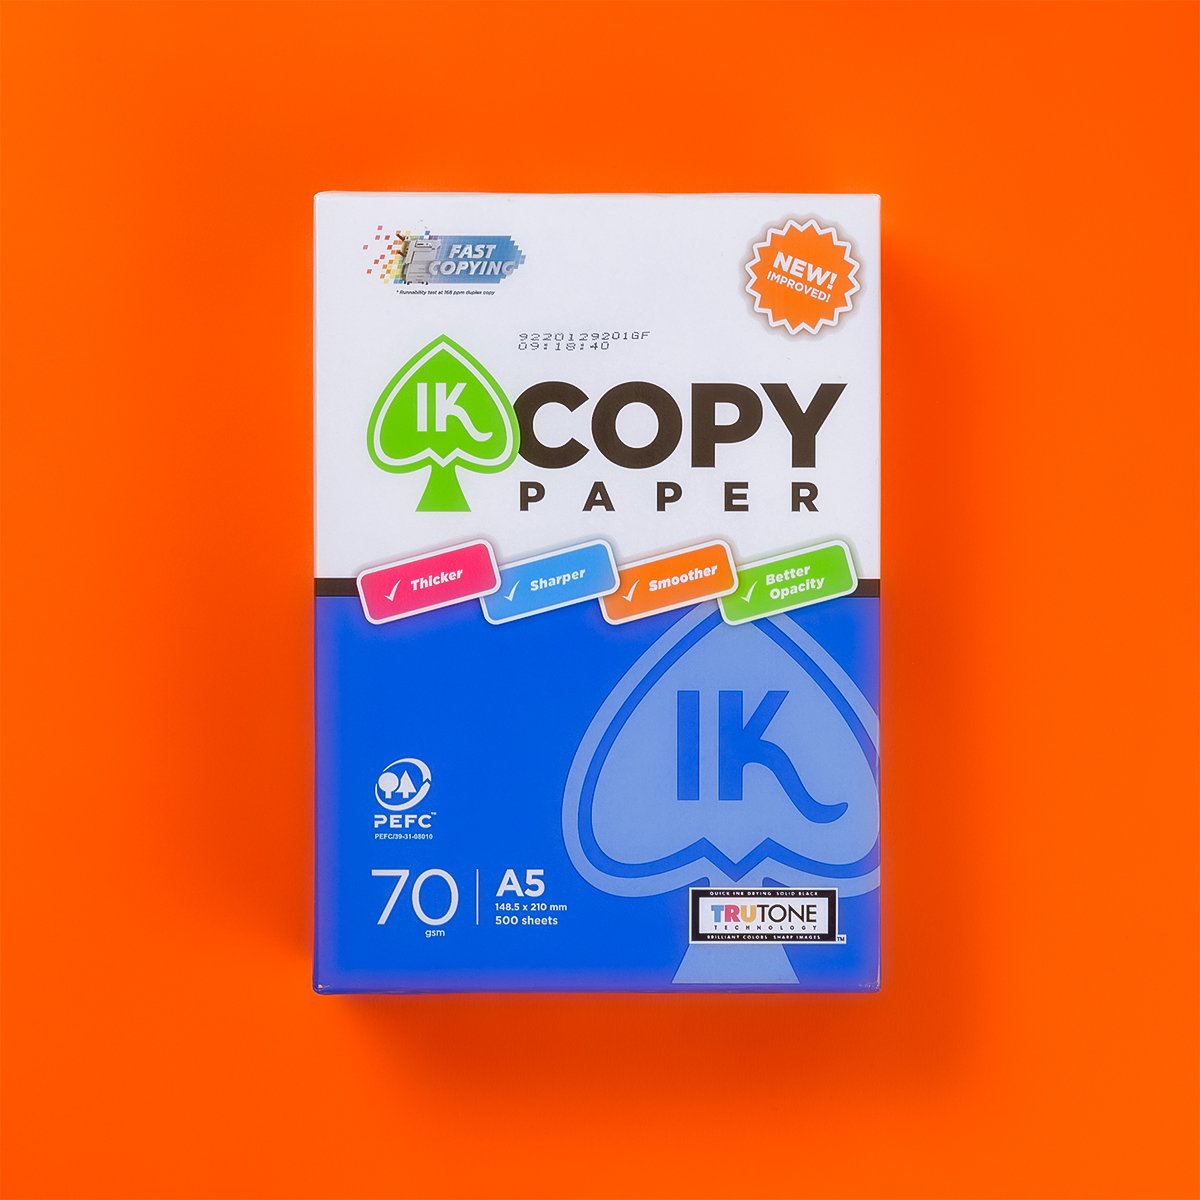 FAST
COPYING
* Runnability test at 168 ppm duplex copy
NEW!
IMPROVED!
9220129201GF
09:18:40
IK COPY
PAPER
Thicker
Sharper
Smoother
Better
Opacity
IK
PEFC™
PEFC/39-31-08010
70
gsm
A5
148.5 x 210 mm
500 sheets
QUICK INK DRYING SOLID BLACK
TRUTONE
TECHNOLOGY
BRILLIANT COLORS SHARP IMAGES
TM